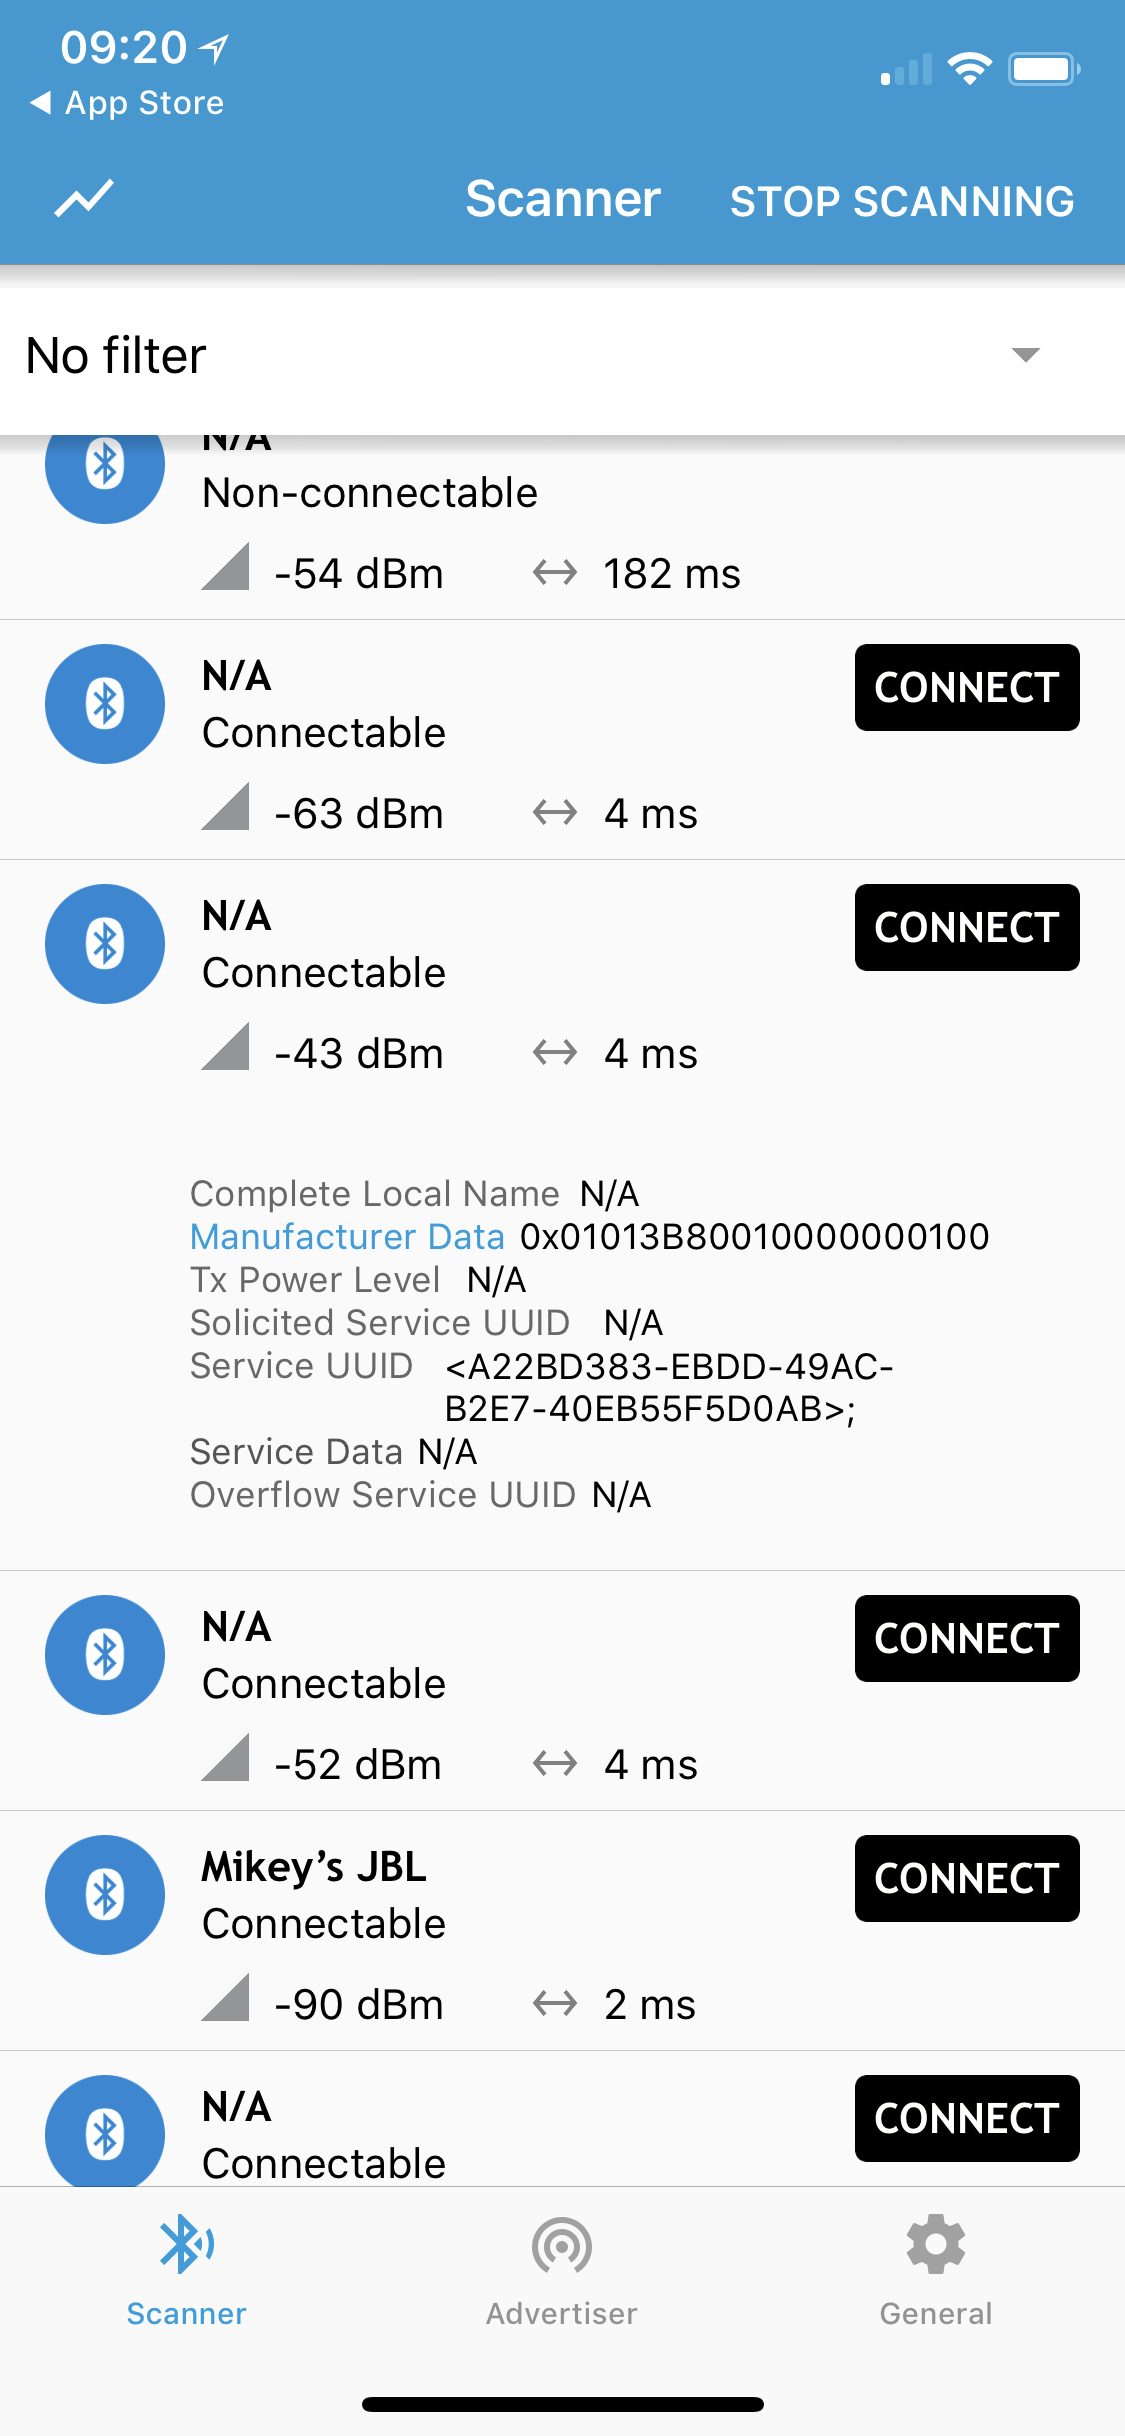 09:20
App Store
Scanner STOP SCANNING
No filter
N/A
Non-connectable
-54 dBm 182 ms
N/A CONNECT
Connectable
-63 dBm 4 ms
N/A CONNECT
Connectable
-43 dBm 4 ms
Complete Local Name N/A
Manufacturer Data 0x01013B80010000000100
Tx Power Level N/A
Solicited Service UUID N/A
Service UUID <A22BD383-EBDD-49AC-
B2E7-40EB55F5D0AB>;
Service Data N/A
Overflow Service UUID N/A
N/A CONNECT
Connectable
-52 dBm 4 ms
Mikey’s JBL CONNECT
Connectable
-90 dBm 2 ms
N/A CONNECT
Connectable
Scanner Advertiser General